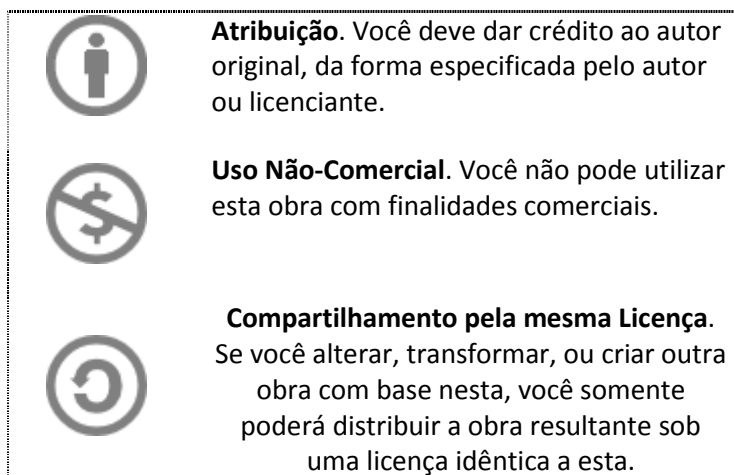 Atribuição. Você deve dar crédito ao autor
original, da forma especificada pelo autor
ou licenciante.
Uso Não-Comercial. Você não pode utilizar
esta obra com finalidades comerciais.
Compartilhamento pela mesma Licença.
Se você alterar, transformar, ou criar outra
obra com base nesta, você somente
poderá distribuir a obra resultante sob
uma licença idêntica a esta.